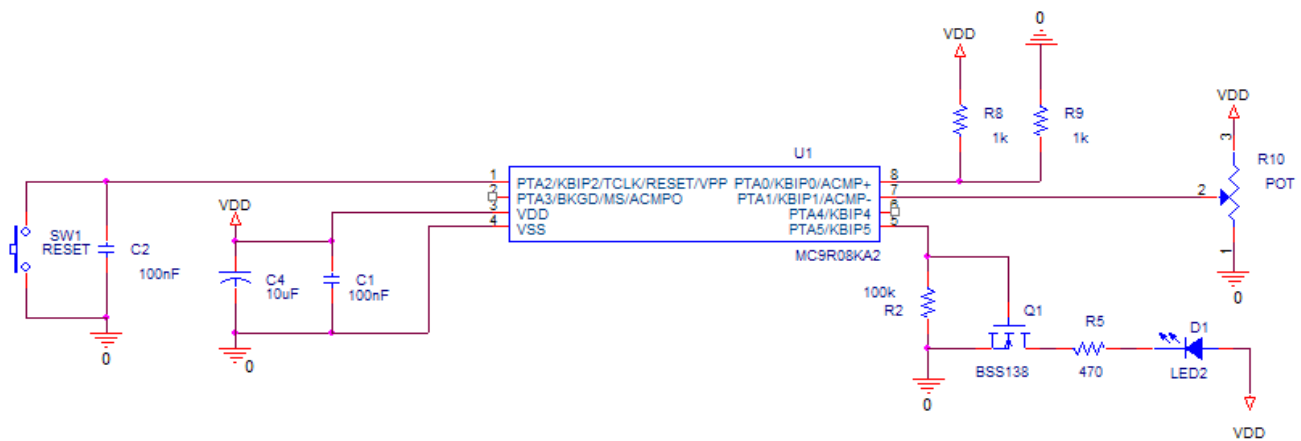 0
VDD
R8
1k
R9
1k
VDD
3
R10
POT
2
1
0
U1
1
PTA2/KBIP2/TCLK/RESET/VPP
PTA0/KBIP0/ACMP+
8
2
PTA3/BKGD/MS/ACMPO
PTA1/KBIP1/ACMP-
7
3
VDD
PTA4/KBIP4
6
4
VSS
PTA5/KBIP5
5
MC9R08KA2
SW1
RESET
C2
100nF
0
VDD
C4
10uF
C1
100nF
0
100k
R2
0
Q1
BSS138
R5
470
D1
LED2
VDD